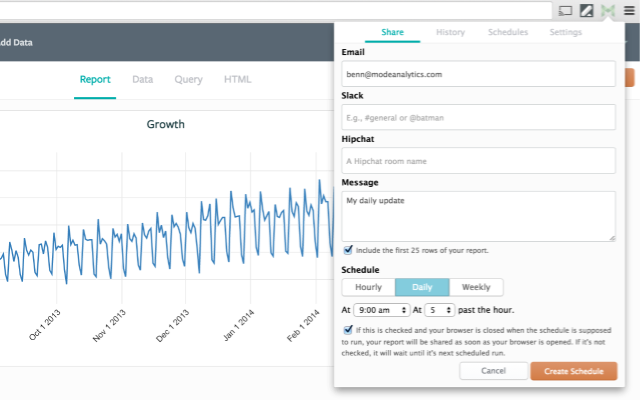 dd Data
Report
Data
Query
HTML
Growth
Oct 1 2013
Nov 1 2013
Dec 1 2013
Jan 1 2014
Feb 1 2014
Share
History
Schedules
Settings
Email
benn@modeanalytics.com
Slack
E.g., #general or @batman
Hipchat
A Hipchat room name
Message
My daily update
Include the first 25 rows of your report.
Schedule
Hourly
Daily
Weekly
At 9:00 am At 5 past the hour.
If this is checked and your browser is closed when the schedule is supposed
to run, your report will be shared as soon as your browser is opened. If it's not
checked, it will wait until it's next scheduled run.
Cancel
Create Schedule